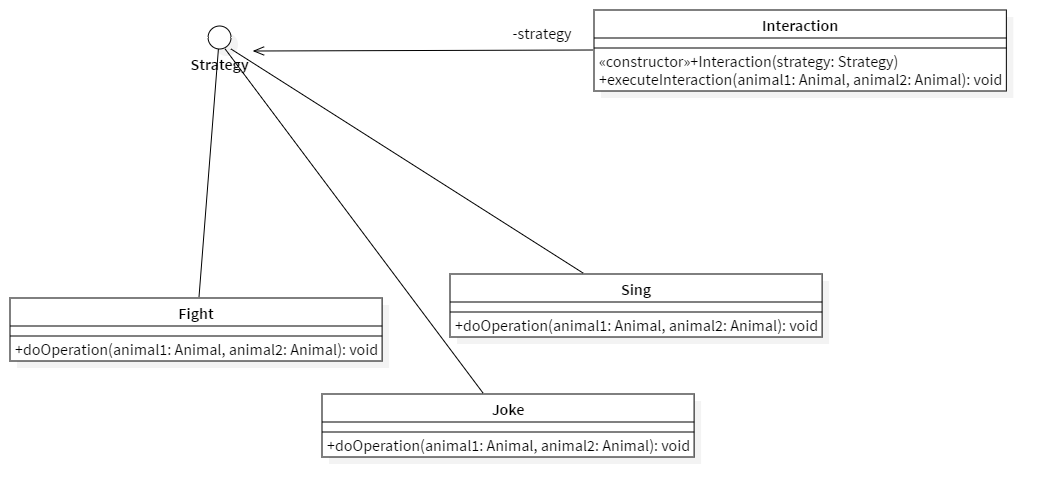 Interaction
-strategy
«constructor»+Interaction(strategy: Strategy)
+executeInteraction(animal1: Animal, animal2: Animal): void
Strategy
Sing
+doOperation(animal1: Animal, animal2: Animal): void
Fight
+doOperation(animal1: Animal, animal2: Animal): void
Joke
+doOperation(animal1: Animal, animal2: Animal): void